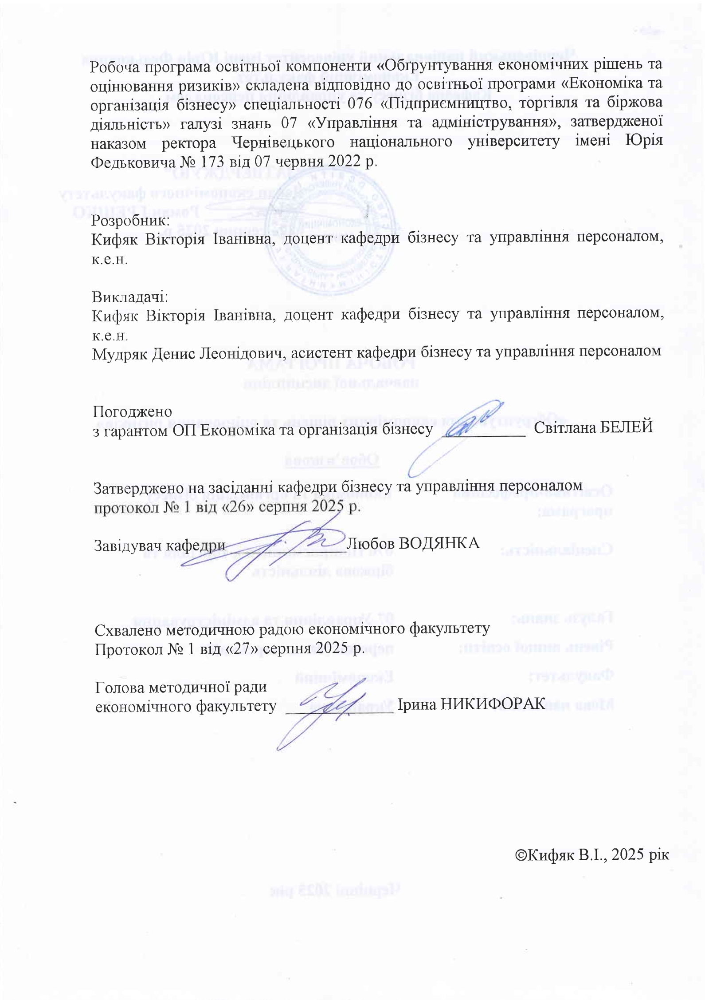 Робоча програма освітньої компоненти «Обґрунтування економічних рішень та
оцінювання ризиків» складена відповідно до освітньої програми «Економіка та
організація бізнесу» спеціальності 076 «Підприємництво, торгівля та біржова
діяльність» галузі знань 07 «Управління та адміністрування», затвердженої
наказом ректора Чернівецького національного університету імені Юрія
Федьковича № 173 від 07 червня 2022 р.
Розробник:
Кифяк Вікторія Іванівна, доцент кафедри бізнесу та управління персоналом,
к.е.н.
Викладачі:
Кифяк Вікторія Іванівна, доцент кафедри бізнесу та управління персоналом,
к.е.н.
Мудряк Денис Леонідович, асистент кафедри бізнесу та управління персоналом
Погоджено
з гарантом ОП Економіка та організація бізнесу __________ Світлана БЕЛЕЙ
Затверджено на засіданні кафедри бізнесу та управління персоналом
протокол № 1 від «26» серпня 2025 р.
Завідувач кафедри ______________Любов ВОДЯНКА
Схвалено методичною радою економічного факультету
Протокол № 1 від «27» серпня 2025 р.
Голова методичної ради
економічного факультету _____________ Ірина НИКИФОРАК
©Кифяк В.І., 2025 рік